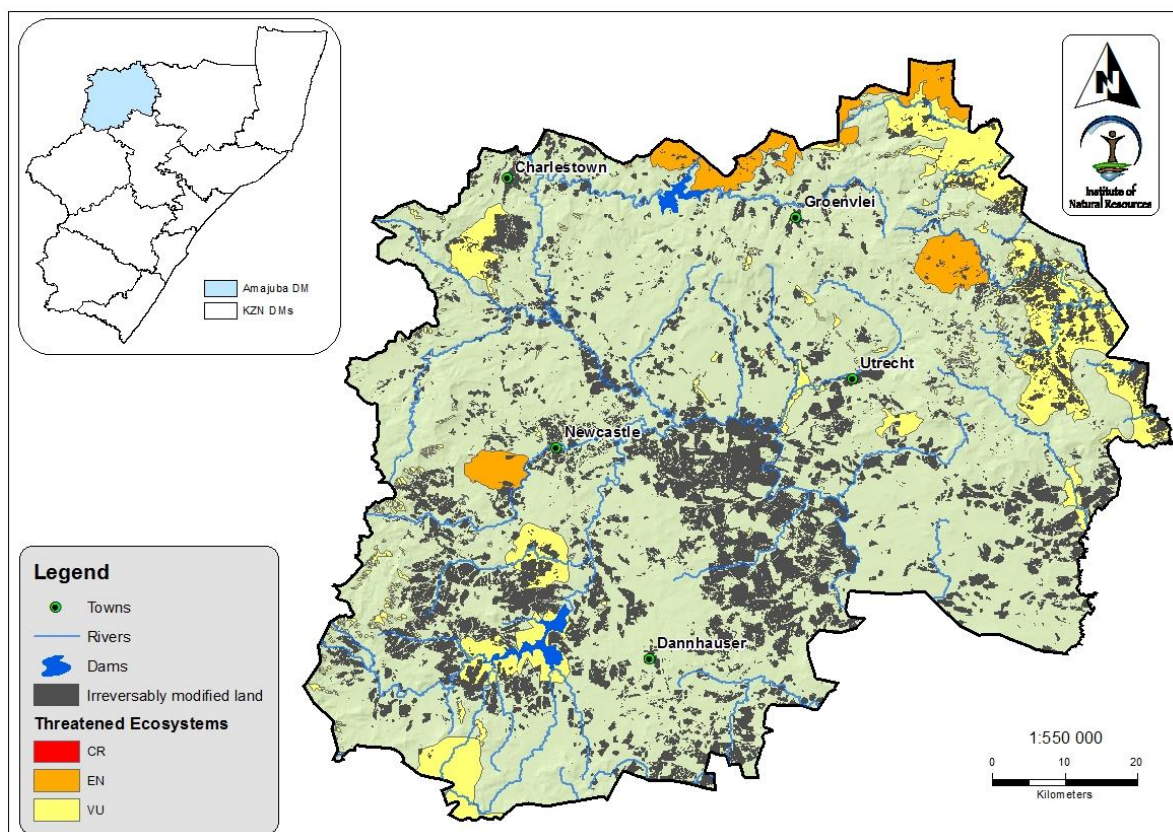 Amajuba DM
KZN DMs
N
Institute of
Natural Resources
Charlestown
Groenvlei
Utrecht
Newcastle
Dannhauser
Legend
Towns
Rivers
Dams
Irreversably modified land
Threatened Ecosystems
CR
EN
VU
1:550 000
0 10 20
Kilometers